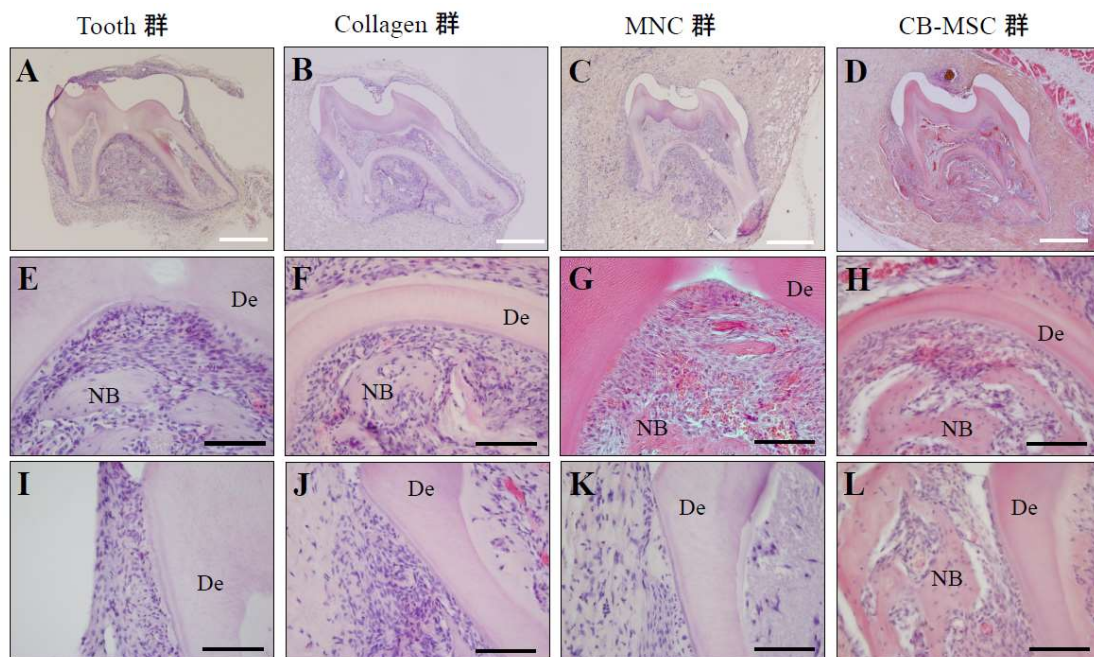 Tooth 群 Collagen 群 MNC 群 CB-MSC 群
A B C D
E De NB F De NB G De NB H De NB
I De J De K De L De NB